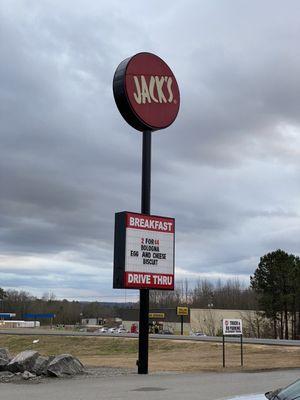 JACK'S
BREAKFAST
2 FOR $4
BOLOGNA
EGG AND CHEESE
BISCUIT
DRIVE THRU